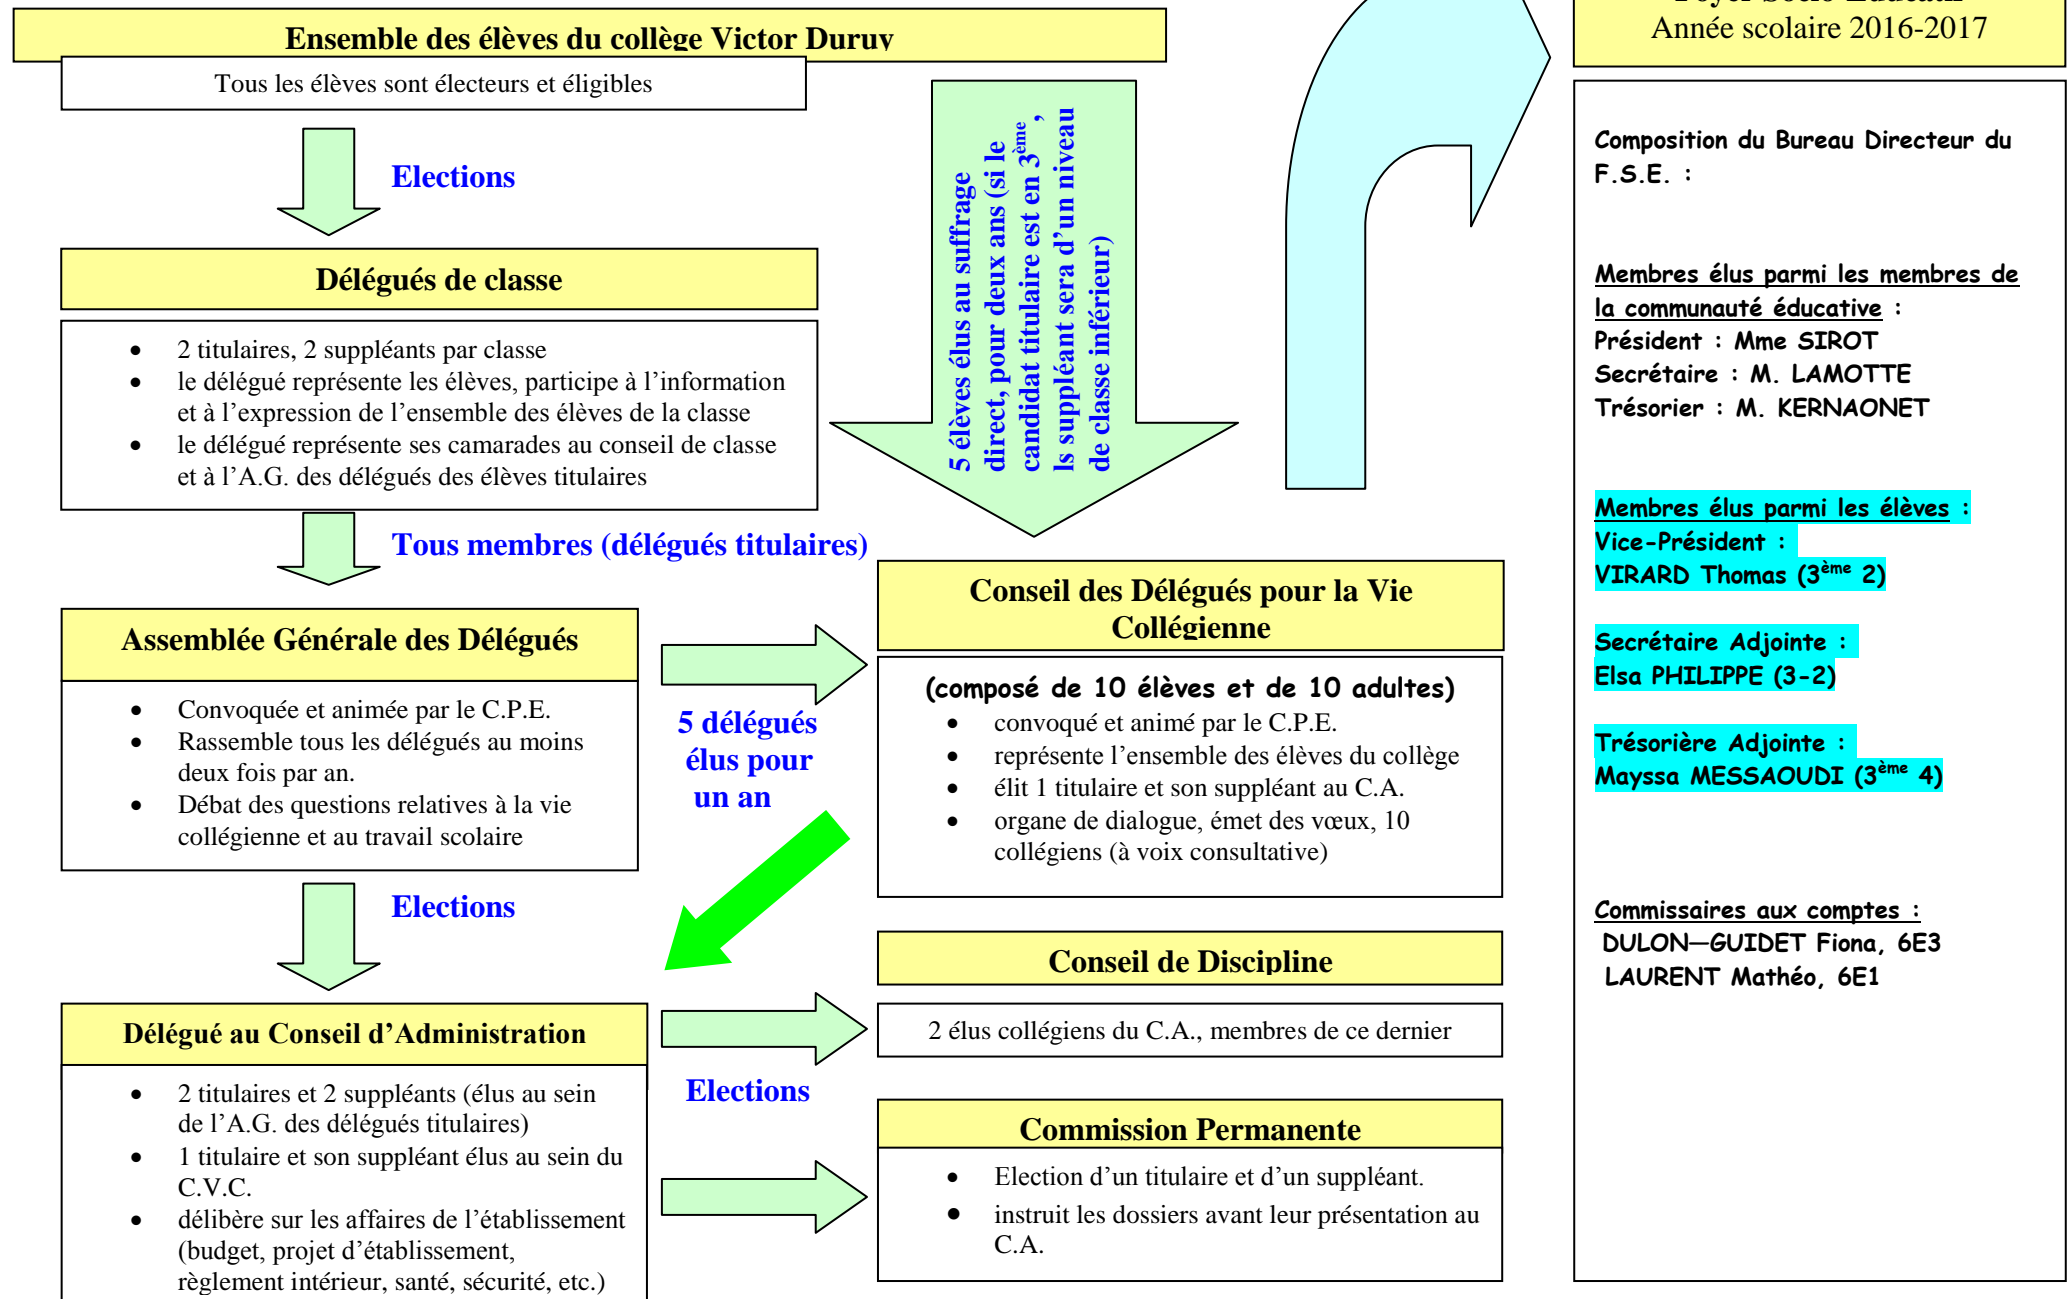 Ensemble des élèves du collège Victor Duruy
Tous les élèves sont électeurs et éligibles
Elections
Délégués de classe
• 2 titulaires, 2 suppléants par classe
• le délégué représente les élèves, participe à l’information
et à l’expression de l’ensemble des élèves de la classe
• le délégué représente ses camarades au conseil de classe
et à l’A.G. des délégués des élèves titulaires
Tous membres (délégués titulaires)
Assemblée Générale des Délégués
• Convoquée et animée par le C.P.E.
• Rassemble tous les délégués au moins
deux fois par an.
• Débat des questions relatives à la vie
collégienne et au travail scolaire
Elections
Délégué au Conseil d’Administration
• 2 titulaires et 2 suppléants (élus au sein
de l’A.G. des délégués titulaires)
• 1 titulaire et son suppléant élus au sein du
C.V.C.
• délibère sur les affaires de l’établissement
(budget, projet d’établissement,
règlement intérieur, santé, sécurité, etc.)
5 élèves élus au suffrage
direct, pour deux ans (si le
candidat titulaire est en 3ème ,
ls suppléant sera d’un niveau
de classe inférieur)
5 délégués
élus pour
un an
Conseil des Délégués pour la Vie
Collégienne
(composé de 10 élèves et de 10 adultes)
• convoqué et animé par le C.P.E.
• représente l’ensemble des élèves du collège
• élit 1 titulaire et son suppléant au C.A.
• organe de dialogue, émet des vœux, 10
collégiens (à voix consultative)
Conseil de Discipline
2 élus collégiens du C.A., membres de ce dernier
Elections
Commission Permanente
• Election d’un titulaire et d’un suppléant.
• instruit les dossiers avant leur présentation au
C.A.
Foyer Socio-Educatif
Année scolaire 2016-2017
Composition du Bureau Directeur du
F.S.E. :
Membres élus parmi les membres de
la communauté éducative :
Président : Mme SIROT
Secrétaire : M. LAMOTTE
Trésorier : M. KERNAONET
Membres élus parmi les élèves :
Vice-Président :
VIRARD Thomas (3ème 2)
Secrétaire Adjointe :
Elsa PHILIPPE (3-2)
Trésorière Adjointe :
Mayssa MESSAOUDI (3ème 4)
Commissaires aux comptes :
DULON—GUIDET Fiona, 6E3
LAURENT Mathéo, 6E1